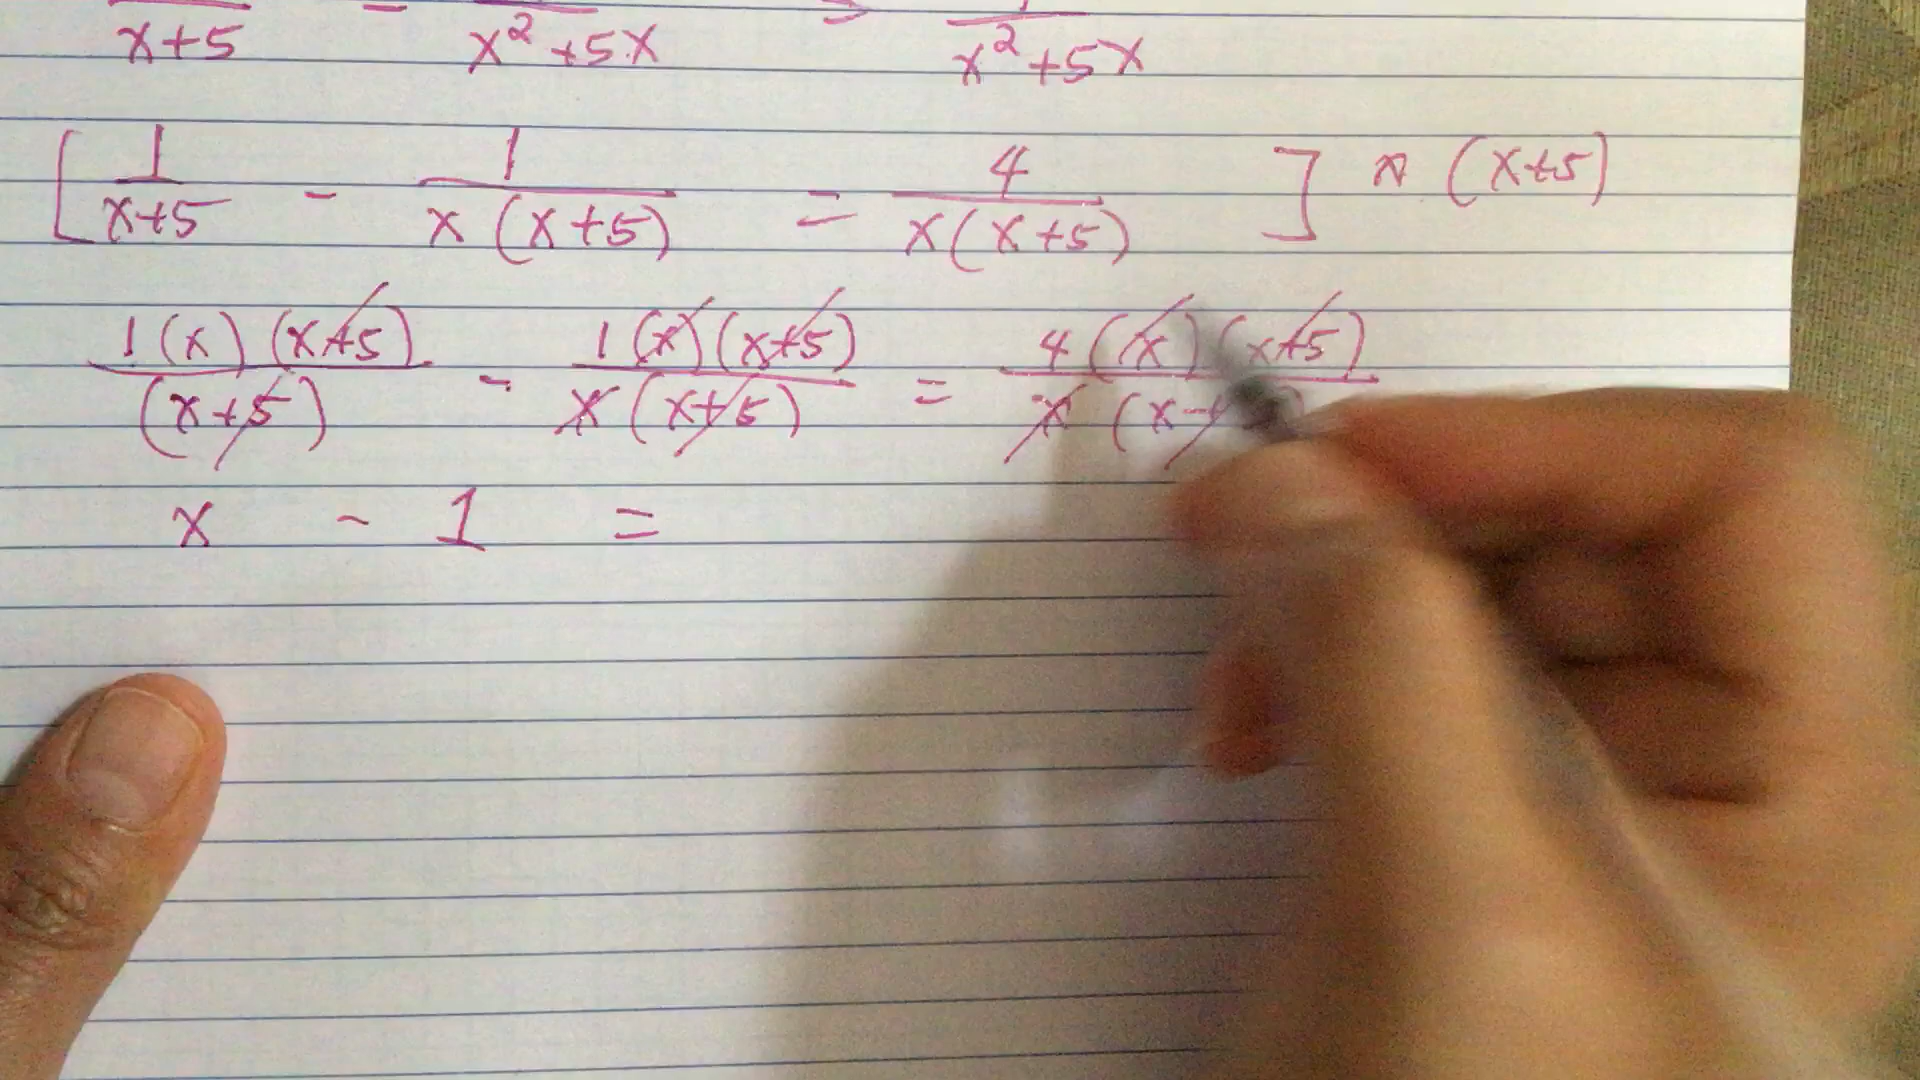 x+5 - x²+5x = x²+5x
[ 1/(x+5) - 1/(x(x+5)) = 4/(x(x+5)) ] x (x+5)
1(x)(x+5)/(x+5) - 1(x)(x+5)/(x(x+5)) = 4(x)(x+5)/(x(x+
x - 1 =